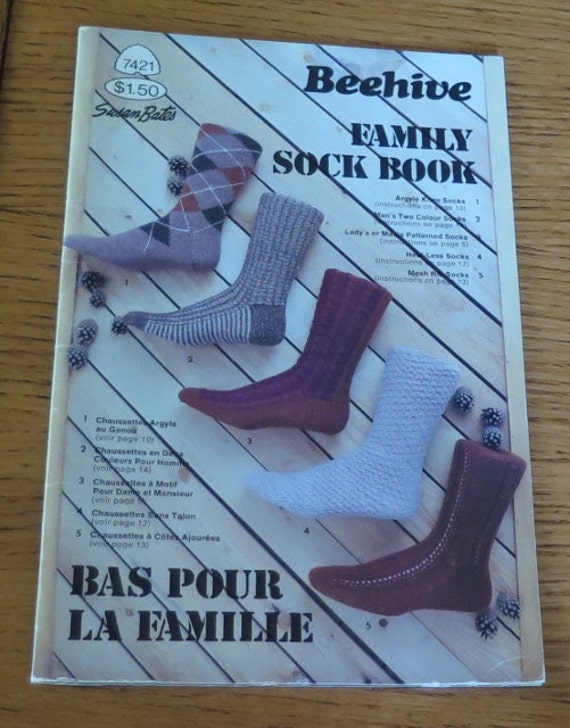 7421
$1.50
Susan Bates
Beehive
FAMILY
SOCK BOOK
Argyle Knee Socks 1
(instructions on page 10)
Man's Two Colour Socks 2
(instructions on page
Lady's or Man's Patterned Socks
(instructions on page 5)
Heel-Less Socks 4
(instructions on page 12)
Mesh Rib Socks 5
(instructions on page 13)
1
2
3
4
5
1 Chaussettes Argyle
au Genou
(voir page 10)
2 Chaussettes en Deux
Couleurs Pour Homme
(voir page 14)
3 Chaussettes à Motif
Pour Dame et Monsieur
(voir page
4 Chaussettes Sans Talon
(voir page 12)
5 Chaussettes à Côtes Ajourées
(voir page 13)
BAS POUR
LA FAMILLE